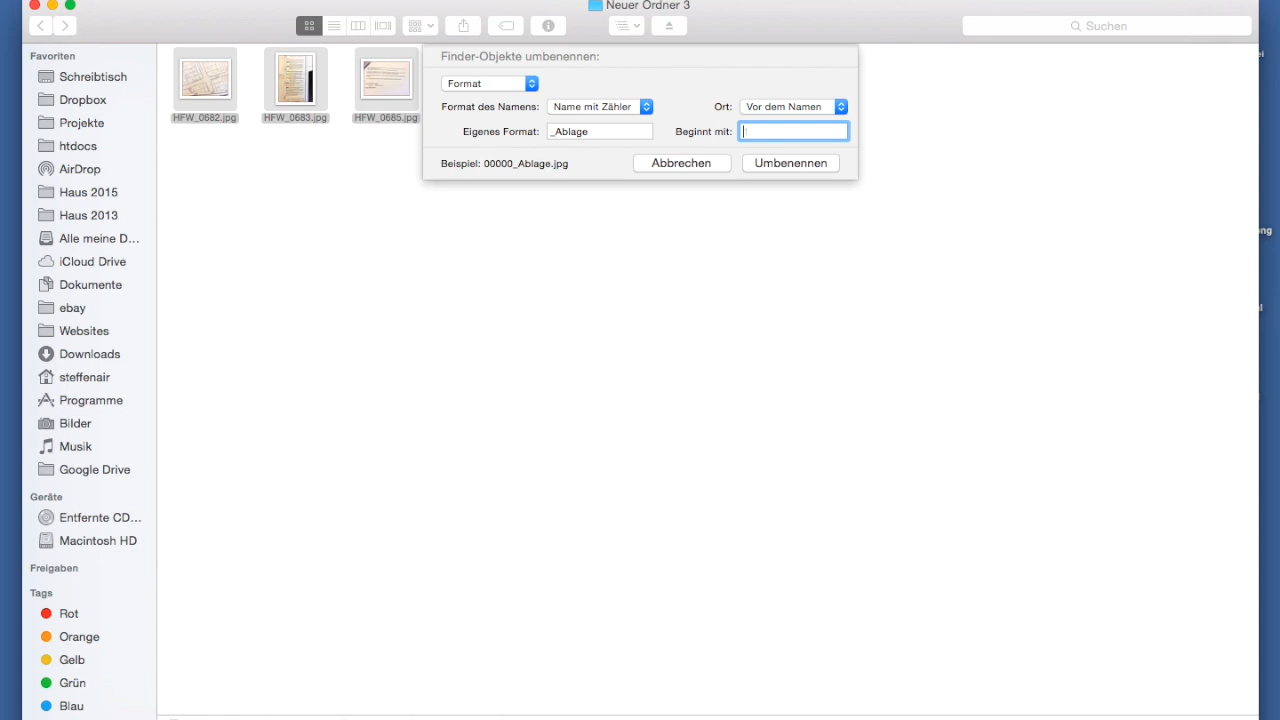 Neuer Ordner 3
Suchen
Favoriten
Schreibtisch
Dropbox
Projekte
htdocs
AirDrop
Haus 2015
Haus 2013
Alle meine D...
iCloud Drive
Dokumente
ebay
Websites
Downloads
steffenair
Programme
Bilder
Musik
Google Drive
Geräte
Entfernte CD...
Macintosh HD
Freigaben
Tags
Rot
Orange
Gelb
Grün
Blau
HFW_0682.jpg
HFW_0683.jpg
HFW_0685.jpg
Finder-Objekte umbenennen:
Format
Format des Namens: Name mit Zähler Ort: Vor dem Namen
Eigenes Format: _Ablage Beginnt mit:
Beispiel: 00000_Ablage.jpg Abbrechen Umbenennen
ong